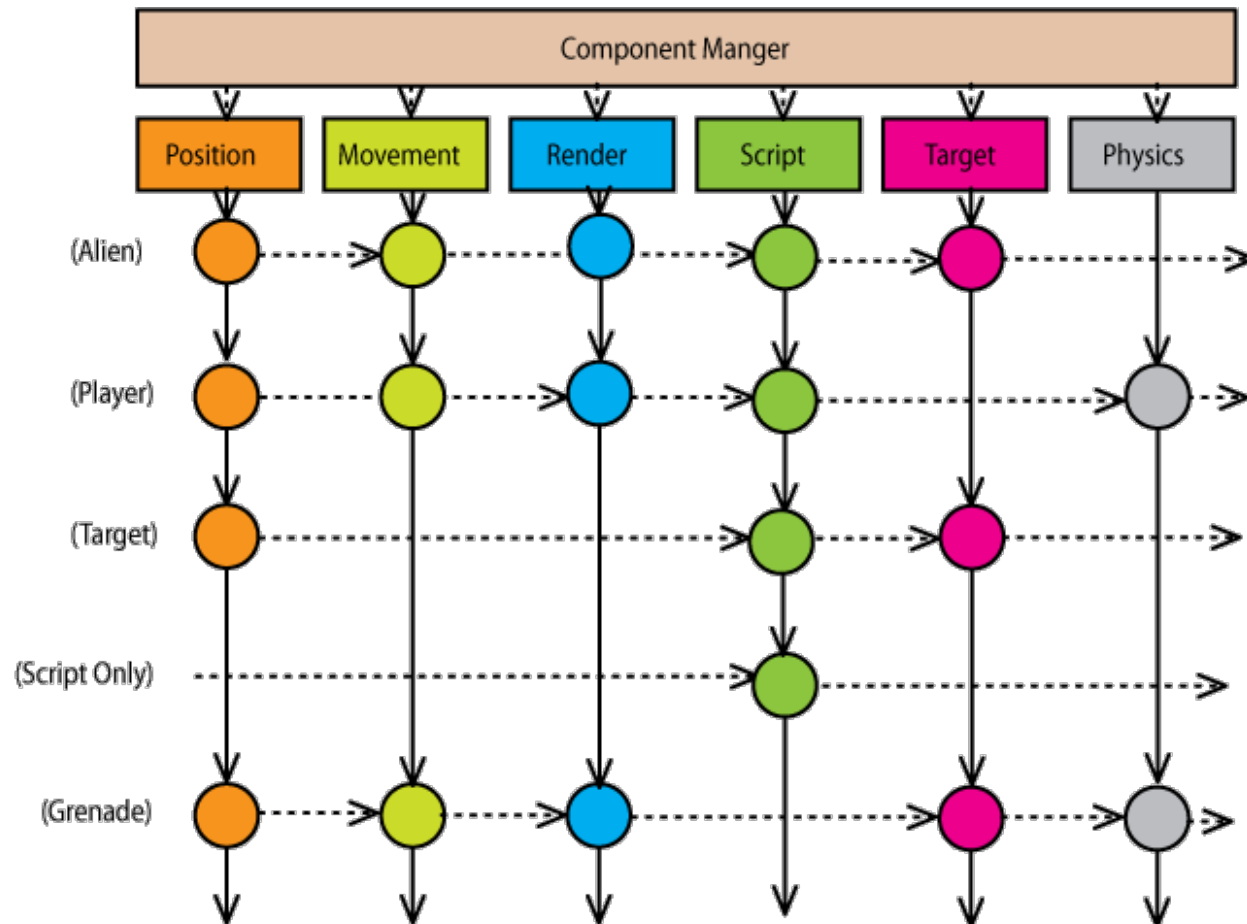 Component Manger
Position
Movement
Render
Script
Target
Physics
(Alien)
(Player)
(Target)
(Script Only)
(Grenade)